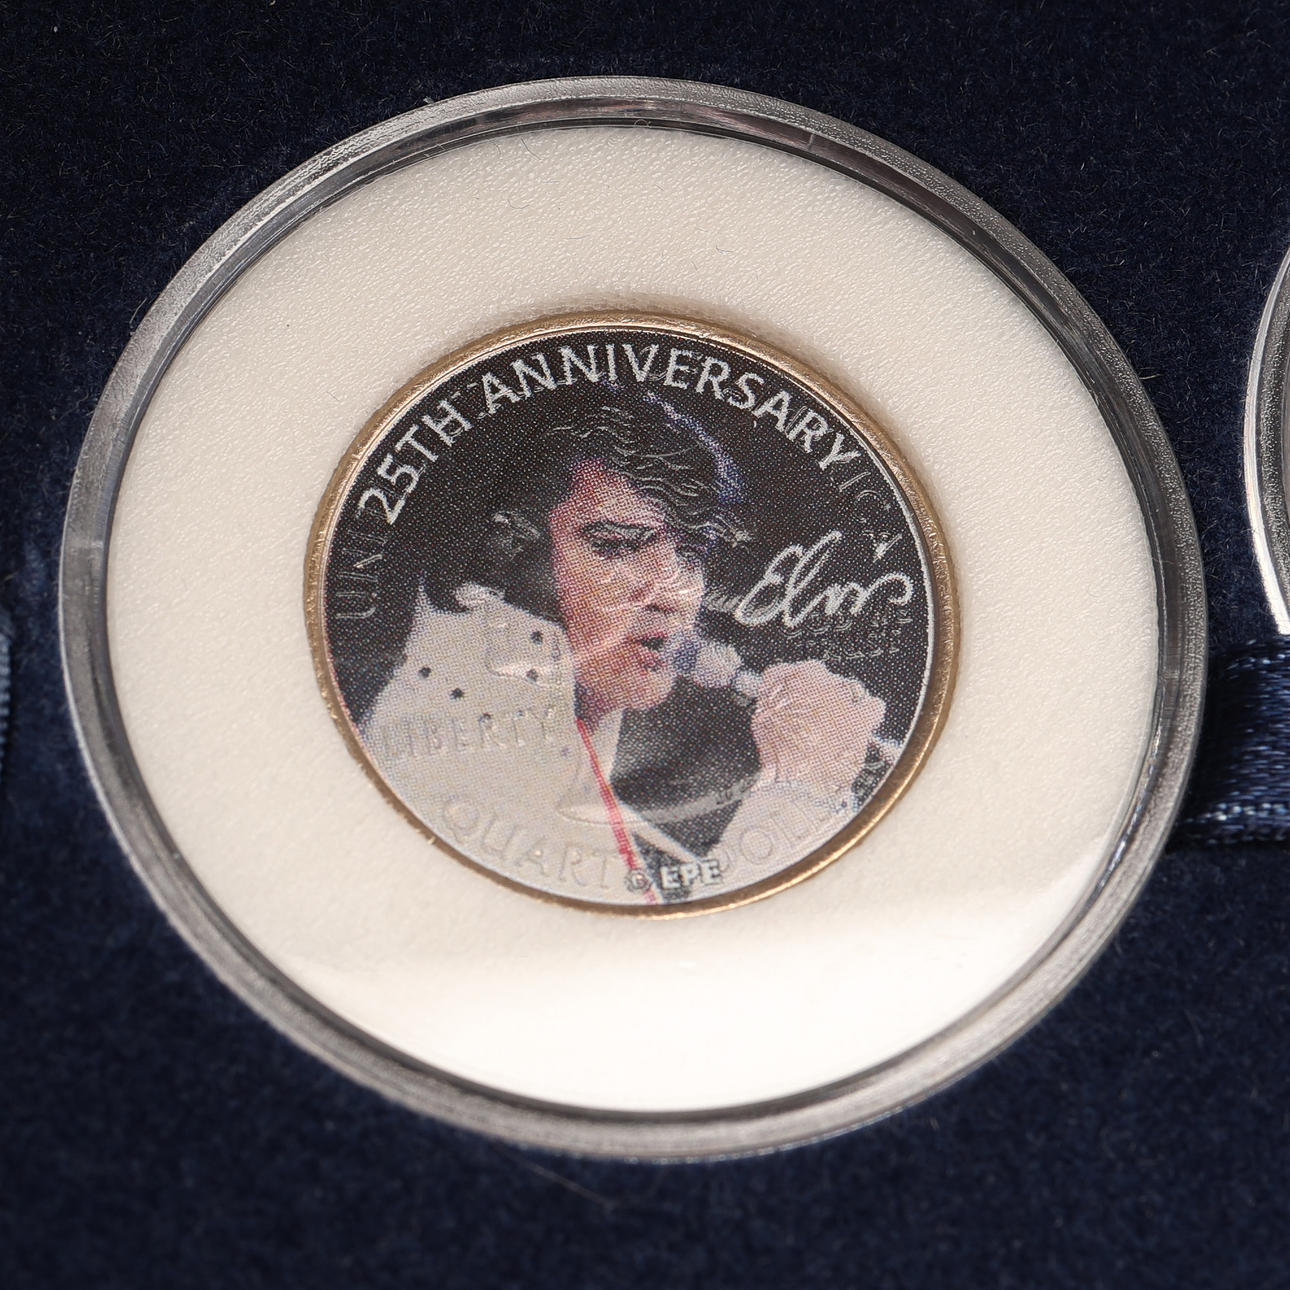 25TH ANNIVERSARY
Elvis
LIBERTY
QUART DOLL
© EPE